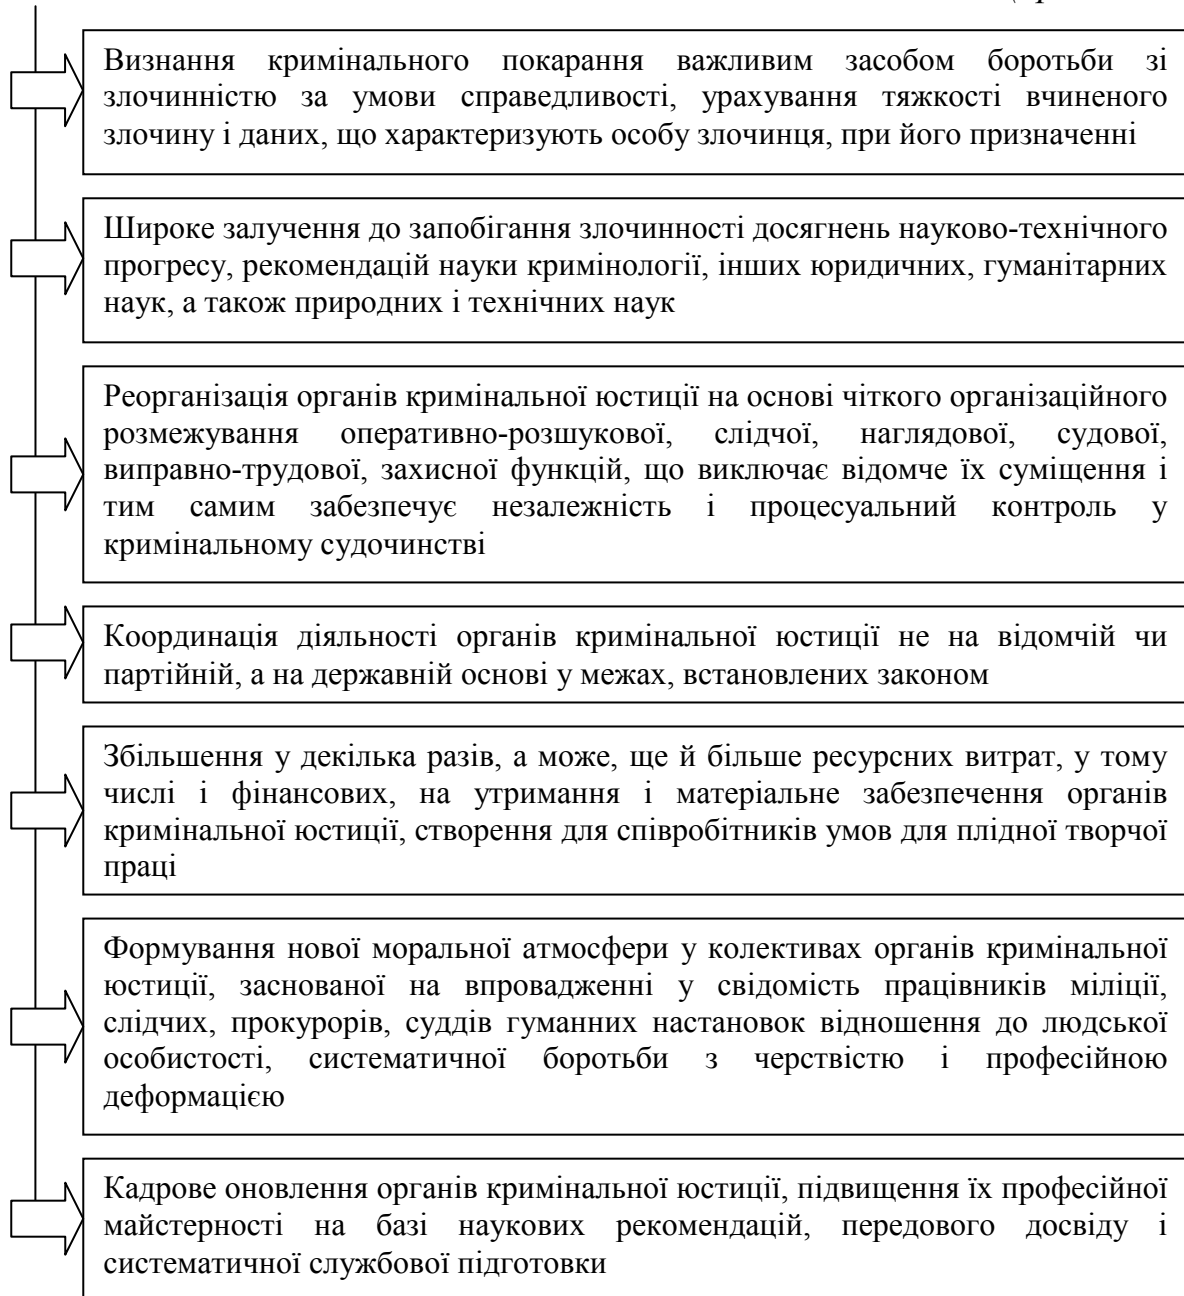 Визнання кримінального покарання важливим засобом боротьби зі
злочинністю за умови справедливості, урахування тяжкості вчиненого
злочину і даних, що характеризують особу злочинця, при його призначенні
Широке залучення до запобігання злочинності досягнень науково-технічного
прогресу, рекомендацій науки кримінології, інших юридичних, гуманітарних
наук, а також природних і технічних наук
Реорганізація органів кримінальної юстиції на основі чіткого організаційного
розмежування оперативно-розшукової, слідчої, наглядової, судової,
виправно-трудової, захисної функцій, що виключає відомче їх суміщення і
тим самим забезпечує незалежність і процесуальний контроль у
кримінальному судочинстві
Координація діяльності органів кримінальної юстиції не на відомчій чи
партійній, а на державній основі у межах, встановлених законом
Збільшення у декілька разів, а може, ще й більше ресурсних витрат, у тому
числі і фінансових, на утримання і матеріальне забезпечення органів
кримінальної юстиції, створення для співробітників умов для плідної творчої
праці
Формування нової моральної атмосфери у колективах органів кримінальної
юстиції, заснованої на впровадженні у свідомість працівників міліції,
слідчих, прокурорів, суддів гуманних настановок відношення до людської
особистості, систематичної боротьби з черствістю і професійною
деформацією
Кадрове оновлення органів кримінальної юстиції, підвищення їх професійної
майстерності на базі наукових рекомендацій, передового досвіду і
систематичної службової підготовки